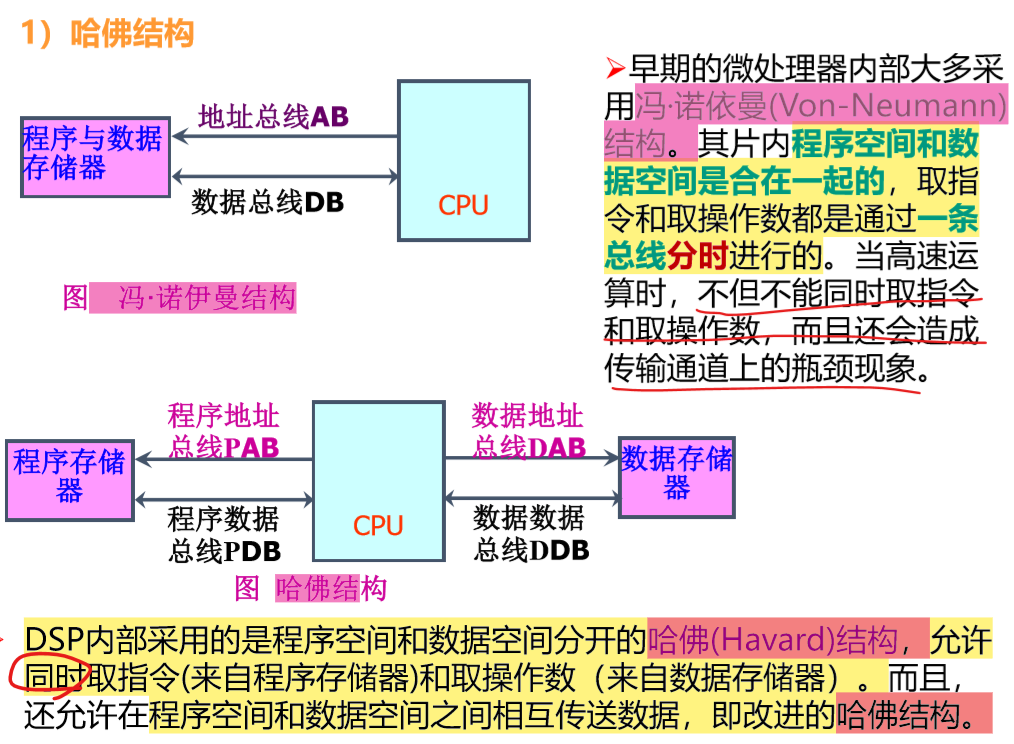 1）哈佛结构
地址总线AB
程序与数据
存储器
数据总线DB
CPU
图 冯·诺伊曼结构
➢早期的微处理器内部大多采
用冯·诺依曼(Von-Neumann)
结构。其片内程序空间和数
据空间是合在一起的，取指
令和取操作数都是通过一条
总线分时进行的。当高速运
算时，不但不能同时取指令
和取操作数，而且还会造成
传输通道上的瓶颈现象。
程序地址
总线PAB
数据地址
总线DAB
程序存储
器
数据存储
器
程序数据
总线PDB
CPU
数据数据
总线DDB
图 哈佛结构
DSP内部采用的是程序空间和数据空间分开的哈佛(Havard)结构，允许
同时取指令(来自程序存储器)和取操作数（来自数据存储器）。而且，
还允许在程序空间和数据空间之间相互传送数据，即改进的哈佛结构。